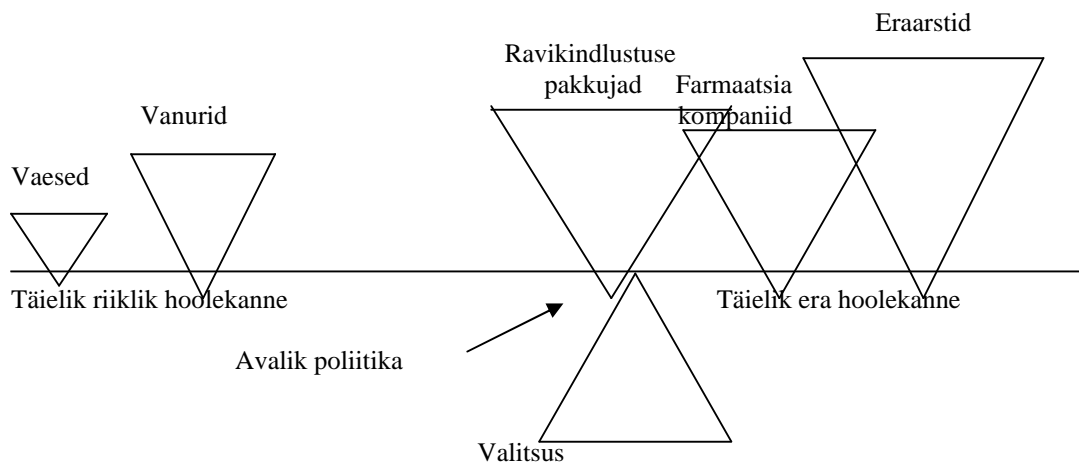 Eraarstid
Ravikindlustuse
pakkujad
Farmaatsia
kompaniid
Vanurid
Vaesed
Täielik riiklik hoolekanne
Täielik era hoolekanne
Avalik poliitika
Valitsus